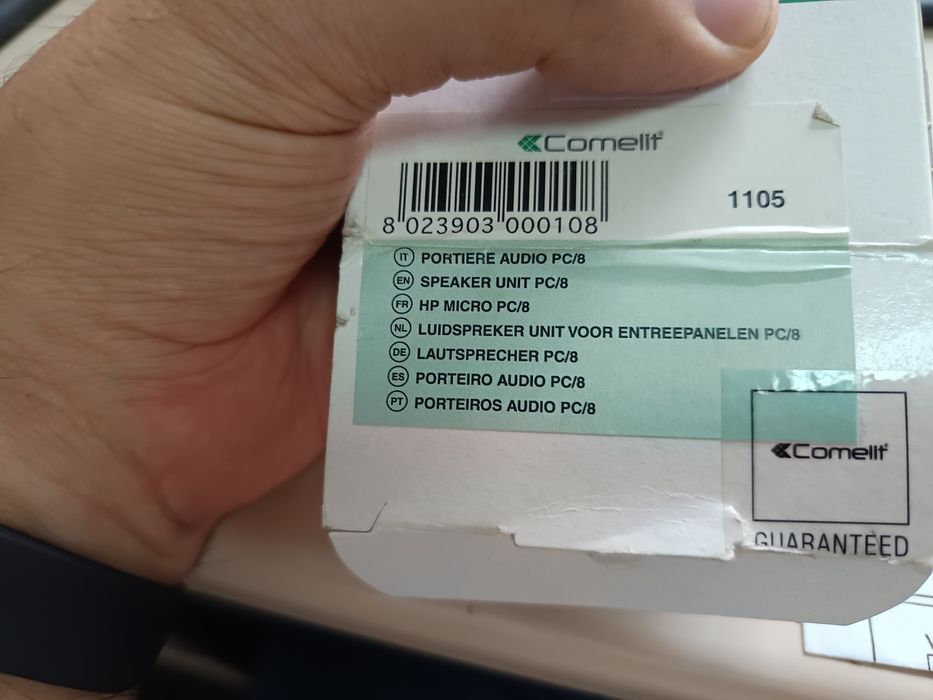 Comelit
8 023903 000108
1105
IT PORTIERE AUDIO PC/8
EN SPEAKER UNIT PC/8
FR HP MICRO PC/8
NL LUIDSPREKER UNIT VOOR ENTREEPANELEN PC/8
DE LAUTSPRECHER PC/8
ES PORTEIRO AUDIO PC/8
PT PORTEIROS AUDIO PC/8
Comelit
GUARANTEED